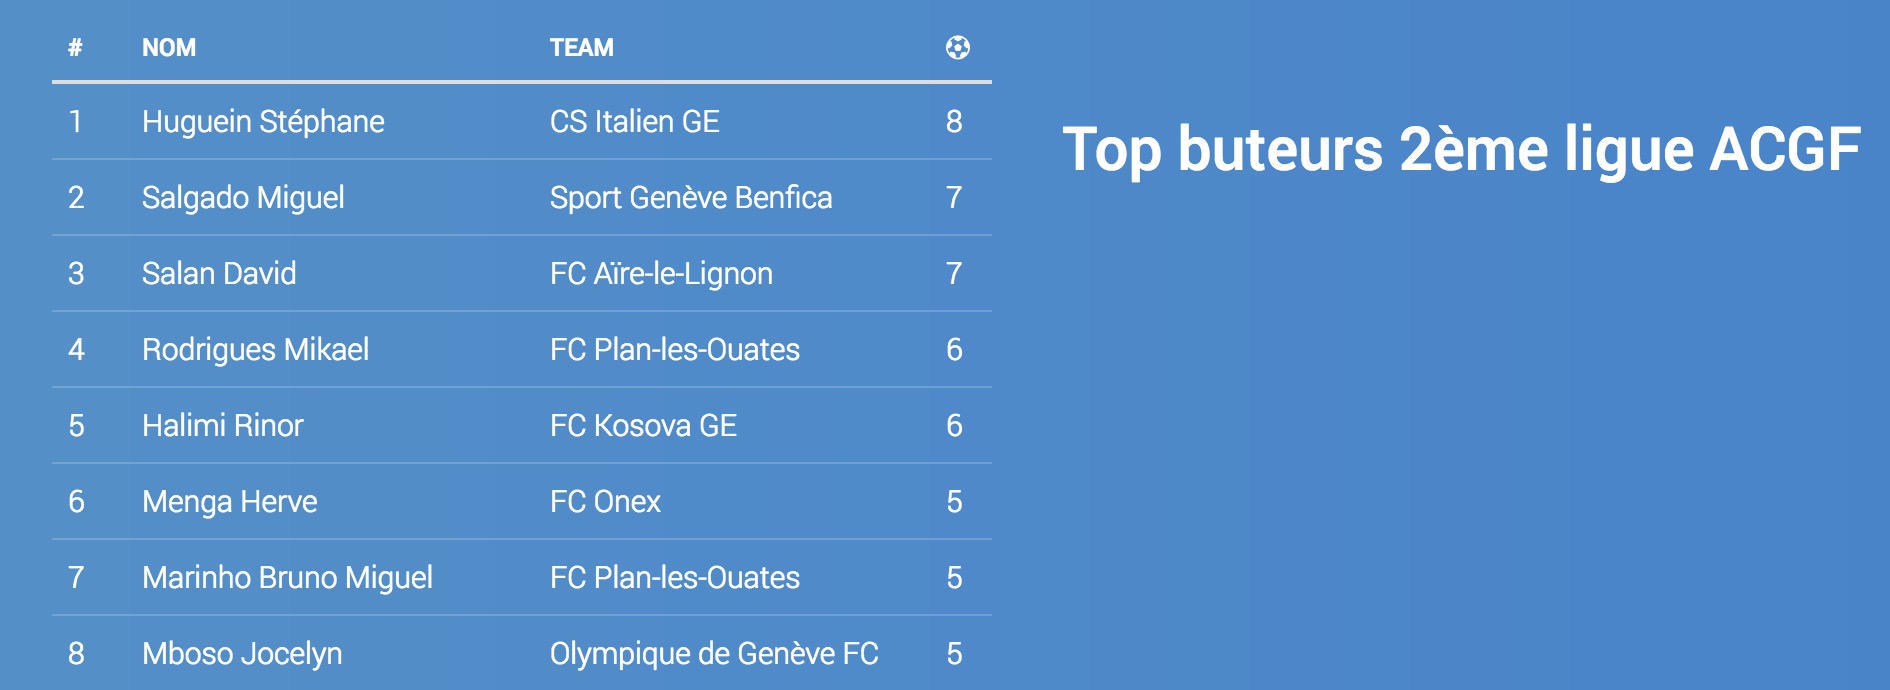 # NOM TEAM
1 Huguein Stéphane CS Italien GE 8
2 Salgado Miguel Sport Genève Benfica 7
3 Salan David FC Aïre-le-Lignon 7
4 Rodrigues Mikael FC Plan-les-Ouates 6
5 Halimi Rinor FC Kosova GE 6
6 Menga Herve FC Onex 5
7 Marinho Bruno Miguel FC Plan-les-Ouates 5
8 Mboso Jocelyn Olympique de Genève FC 5
Top buteurs 2ème ligue ACGF